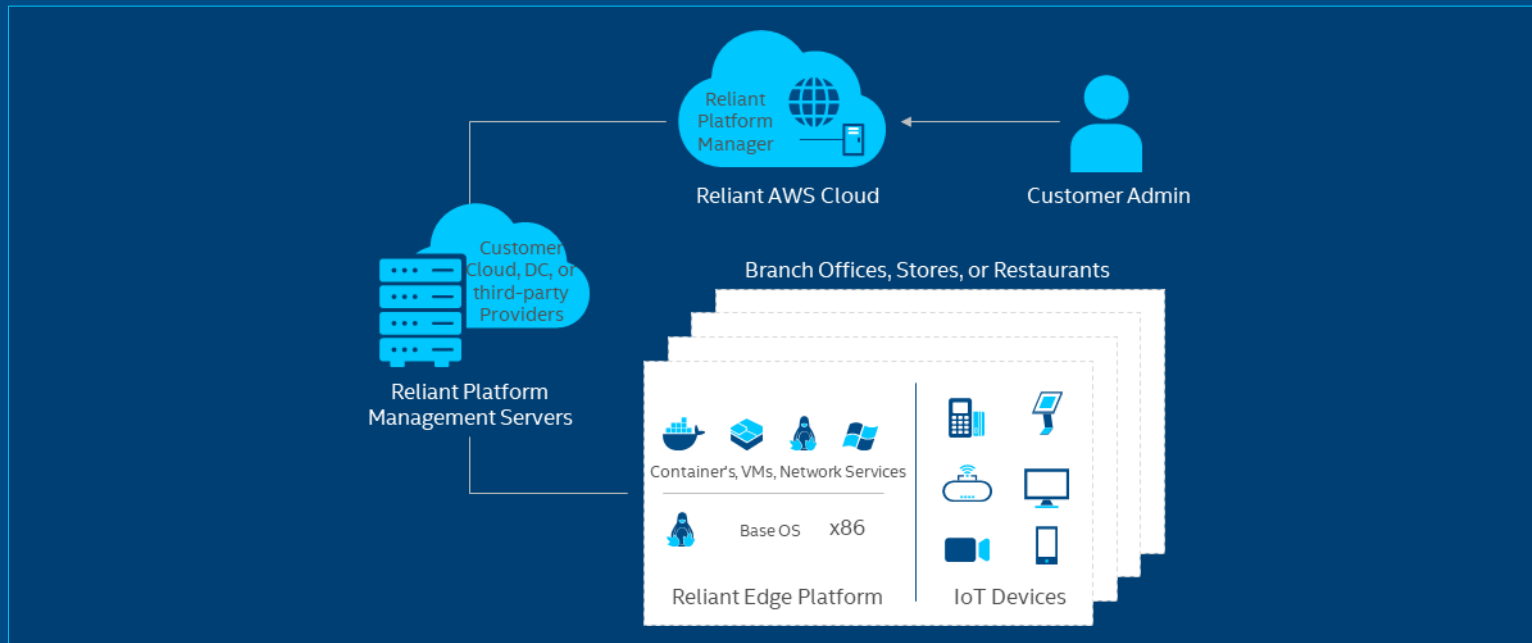 Reliant
Platform
Manager
Reliant AWS Cloud
Customer Admin
Customer
Cloud, DC, or
third-party
Providers
Reliant Platform
Management Servers
Branch Offices, Stores, or Restaurants
Container's, VMs, Network Services
Base OS x86
Reliant Edge Platform
IoT Devices